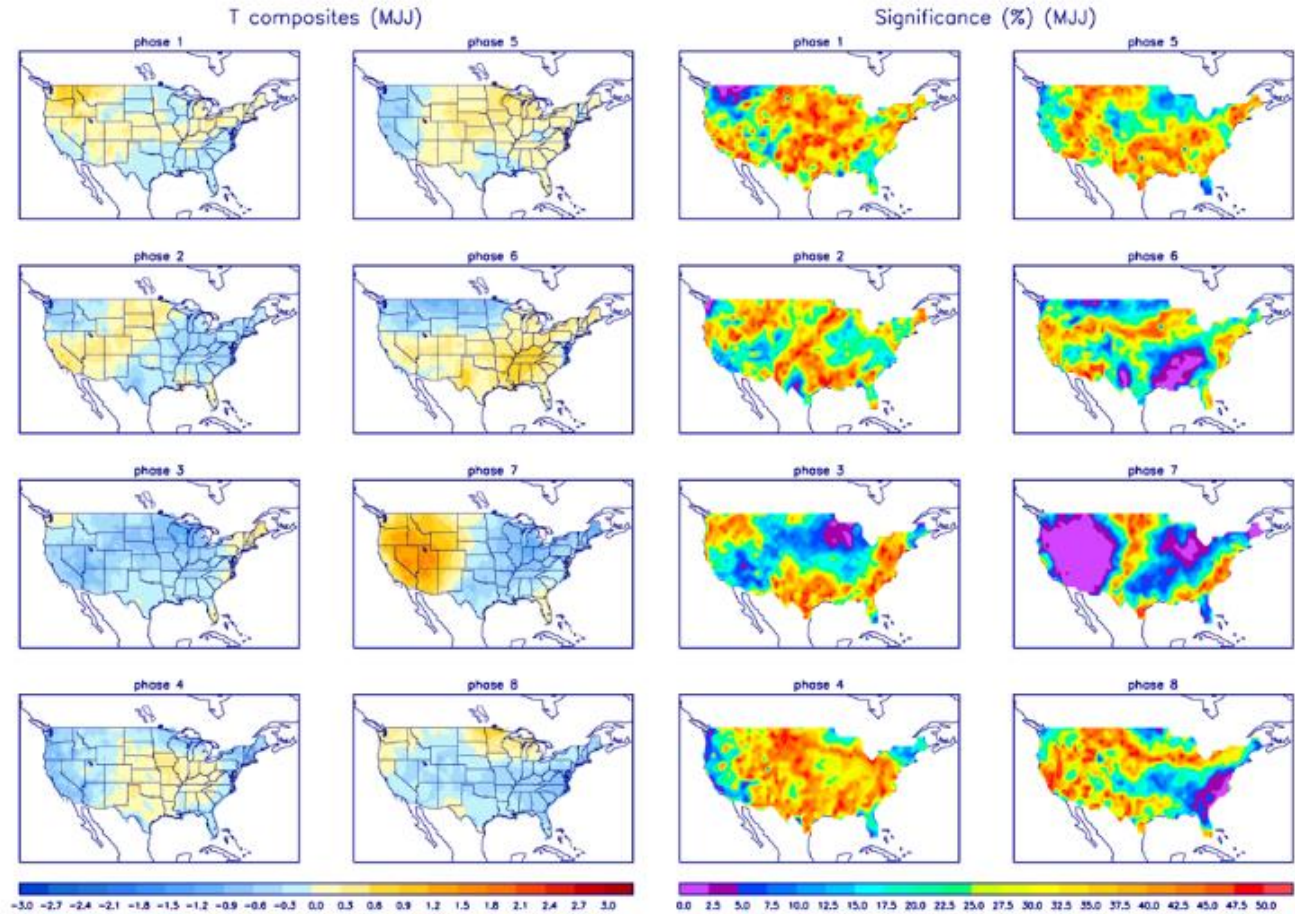 T composites (MJJ) Significance (%) (MJJ)
phase 1 phase 5 phase 1 phase 5
phase 2 phase 6 phase 2 phase 6
phase 3 phase 7 phase 3 phase 7
phase 4 phase 8 phase 4 phase 8
-3.0 -2.7 -2.4 -2.1 -1.8 -1.5 -1.2 -0.9 -0.6 -0.3 0.0 0.3 0.6 0.9 1.2 1.5 1.8 2.1 2.4 2.7 3.0 0.0 2.5 5.0 7.5 10.0 12.5 15.0 17.5 20.0 22.5 25.0 27.5 30.0 32.5 35.0 37.5 40.0 42.5 45.0 47.5 50.0